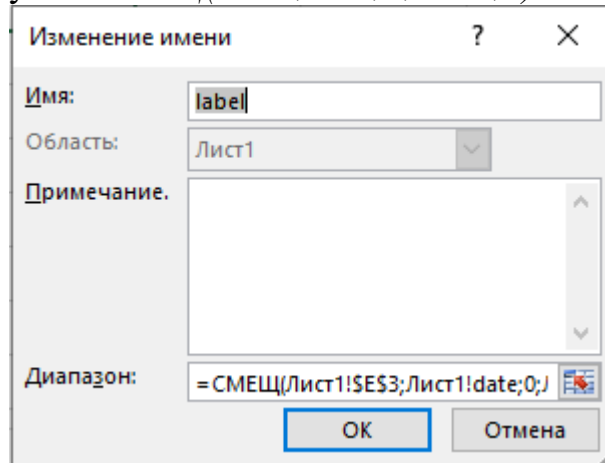 Изменение имени ? ×
Имя: label
Область: Лист1
Примечание.
Диапазон: =СМЕЩ(Лист1!$E$3;Лист1!date;0;
OK Отмена